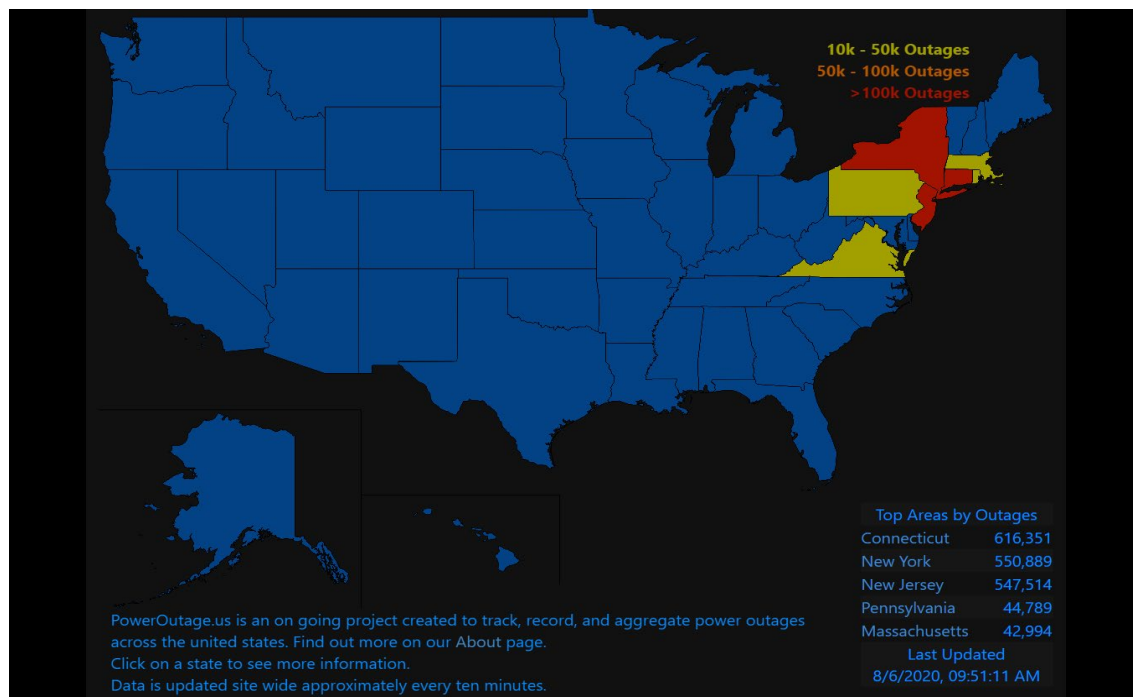 10k - 50k Outages
50k - 100k Outages
>100k Outages
Top Areas by Outages
Connecticut 616,351
New York 550,889
New Jersey 547,514
Pennsylvania 44,789
Massachusetts 42,994
Last Updated
8/6/2020, 09:51:11 AM
PowerOutage.us is an on going project created to track, record, and aggregate power outages
across the united states. Find out more on our About page.
Click on a state to see more information.
Data is updated site wide approximately every ten minutes.